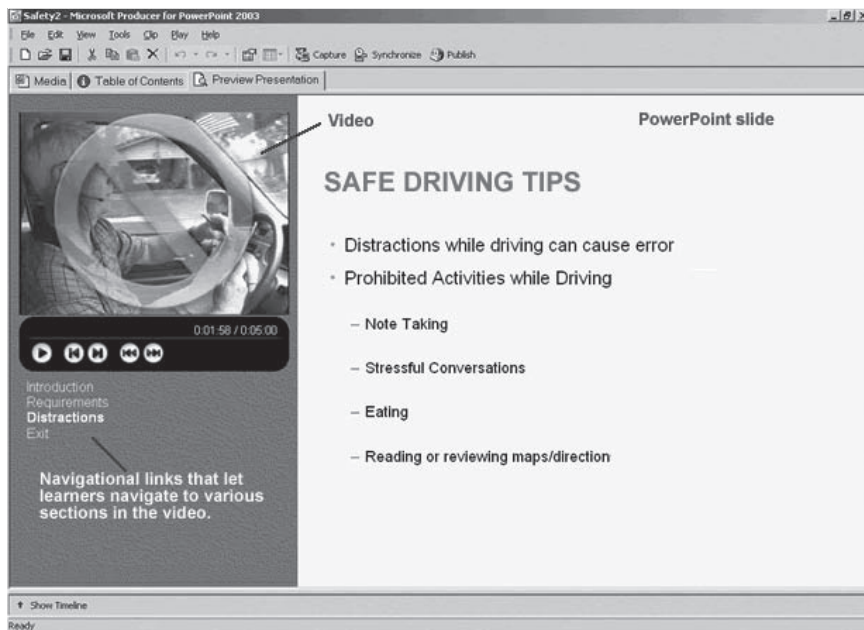 Safety2 - Microsoft Producer for PowerPoint 2003
File Edit View Tools Clip Play Help
Capture Synchronize Publish
Media Table of Contents Preview Presentation
Video
PowerPoint slide
SAFE DRIVING TIPS
• Distractions while driving can cause error
• Prohibited Activities while Driving
– Note Taking
– Stressful Conversations
– Eating
– Reading or reviewing maps/direction
0:01:58 / 0:05:00
Introduction
Requirements
Distractions
Exit
Navigational links that let
learners navigate to various
sections in the video.
Show Timeline
Ready